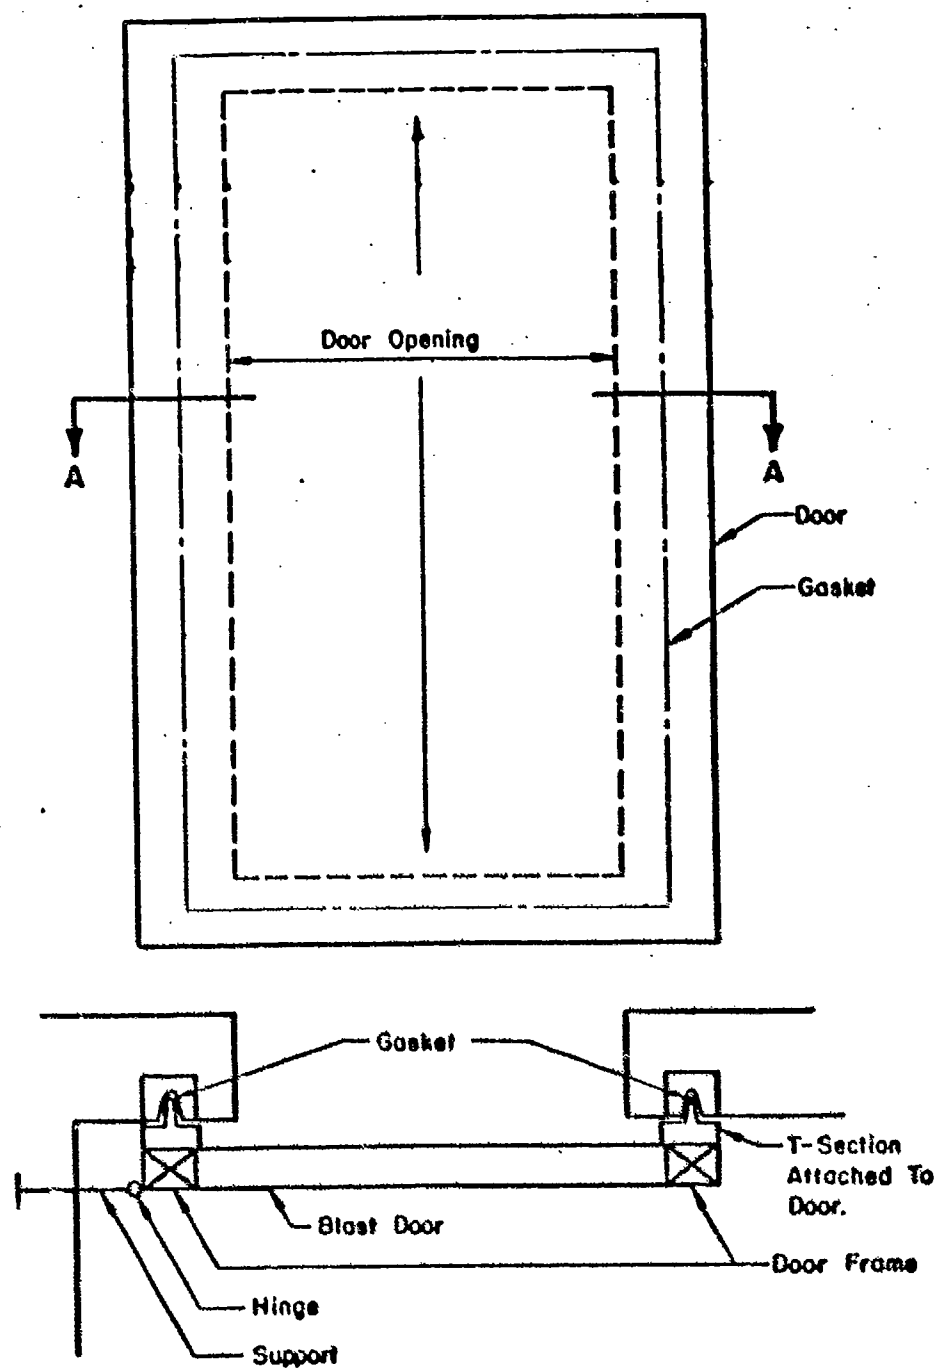 Door Opening
A
A
Door
Gasket
Gasket
T-Section
Attached To
Door.
Blast Door
Door Frame
Hinge
Support